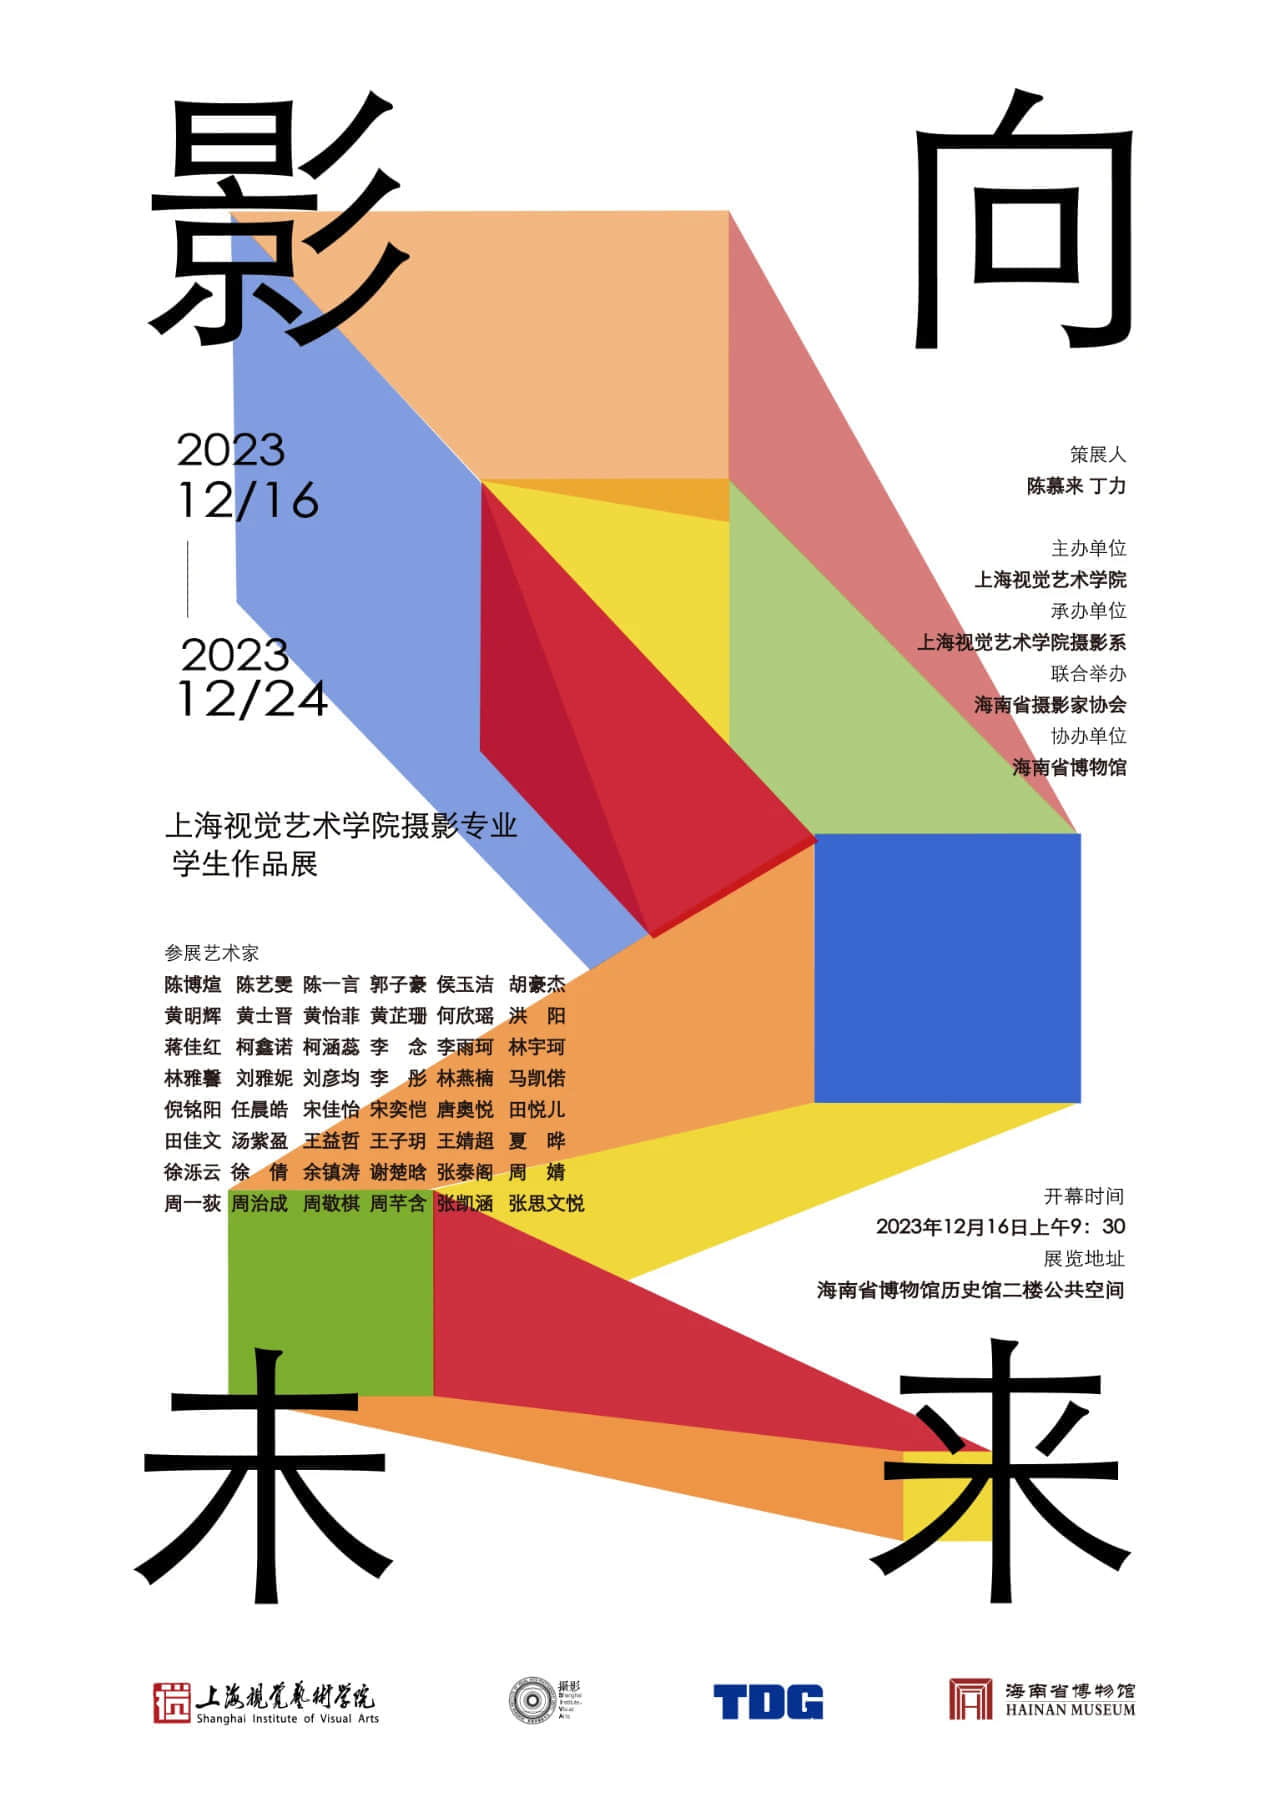 影向
2023
12/16
2023
12/24
策展人
陈慕来 丁力
主办单位
上海视觉艺术学院
承办单位
上海视觉艺术学院摄影系
联合举办
海南省摄影家协会
协办单位
海南省博物馆
上海视觉艺术学院摄影专业
学生作品展
参展艺术家
陈博煊 陈艺雯 陈一言 郭子豪 侯玉洁 胡豪杰
黄明辉 黄士晋 黄怡菲 黄芷珊 何欣瑶 洪 阳
蒋佳红 柯鑫诺 柯涵蕊 李 念 李雨珂 林宇珂
林雅馨 刘雅妮 刘彦均 李 彤 林燕楠 马凯偌
倪铭阳 任晨皓 宋佳怡 宋奕恺 唐奥悦 田悦儿
田佳文 汤紫盈 王益哲 王子玥 王婧超 夏 晔
徐泺云 徐 倩 余镇涛 谢楚晗 张泰阁 周 婧
周一荻 周治成 周敬棋 周芊含 张凯涵 张思文悦
开幕时间
2023年12月16日上午9：30
展览地址
海南省博物馆历史馆二楼公共空间
未来
上海視覺藝術学院
Shanghai Institute of Visual Arts
摄影
Shanghai
Institute
Visual
Arts
TDG
海南省博物馆
HAINAN MUSEUM